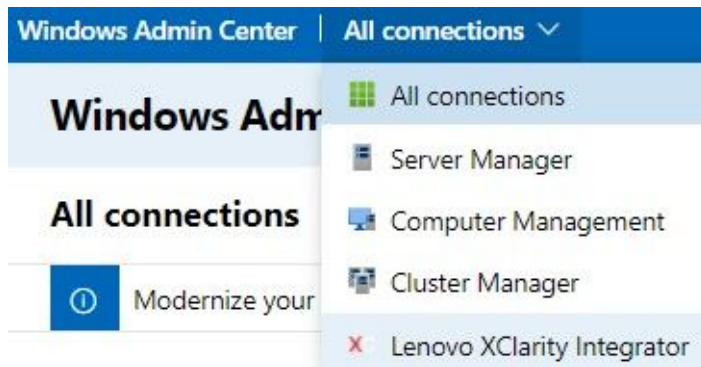 Windows Admin Center | All connections
Windows Adm
All connections
Modernize your
All connections
Server Manager
Computer Management
Cluster Manager
Lenovo XClarity Integrator